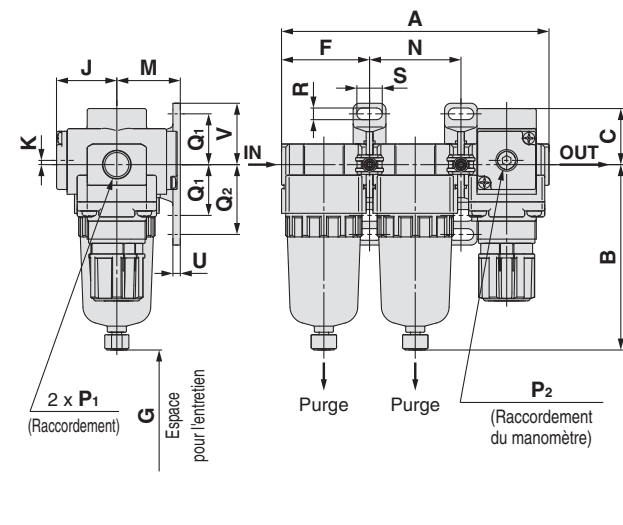 A
F
N
J
M
S
R
K
Q1
V
C
IN
OUT
Q1
Q2
B
U
2 x P1
(Raccordement)
G
Espace
pour l'entretien
Purge
Purge
P2
(Raccordement
du manomètre)